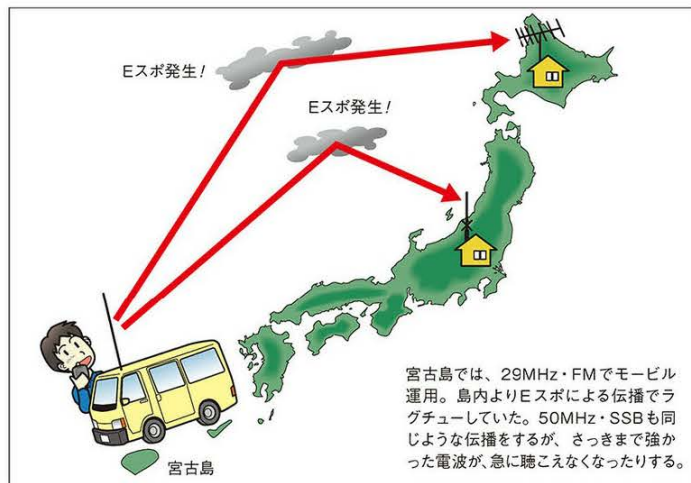 Eスポ発生！
Eスポ発生！
宮古島では、29MHz・FMでモービル
運用。島内よりEスポによる伝播でラ
グチューしていた。50MHz・SSBも同
じような伝播をするが、さっきまで強か
った電波が、急に聴こえなくなったりする。
宮古島